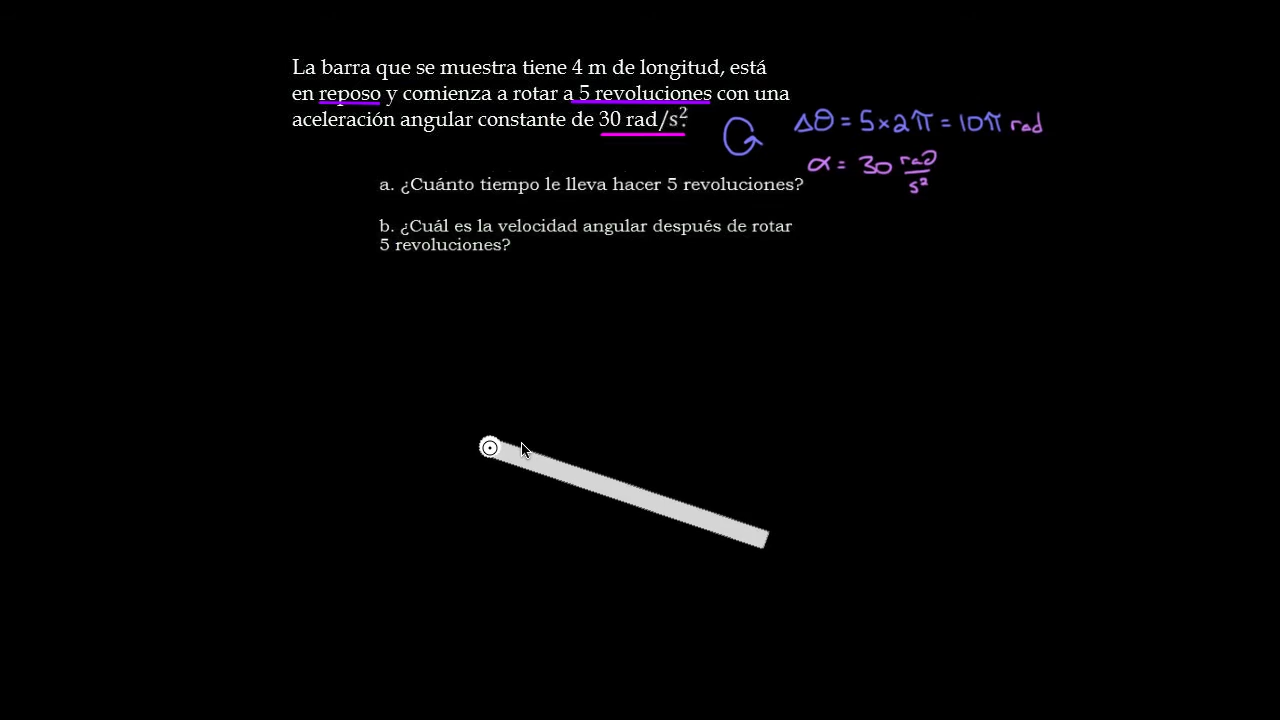 La barra que se muestra tiene 4 m de longitud, está
en reposo y comienza a rotar a 5 revoluciones con una
aceleración angular constante de 30 rad/s².
Δθ = 5×2π = 10π rad
α = 30 rad/s²
a. ¿Cuánto tiempo le lleva hacer 5 revoluciones?
b. ¿Cuál es la velocidad angular después de rotar
5 revoluciones?